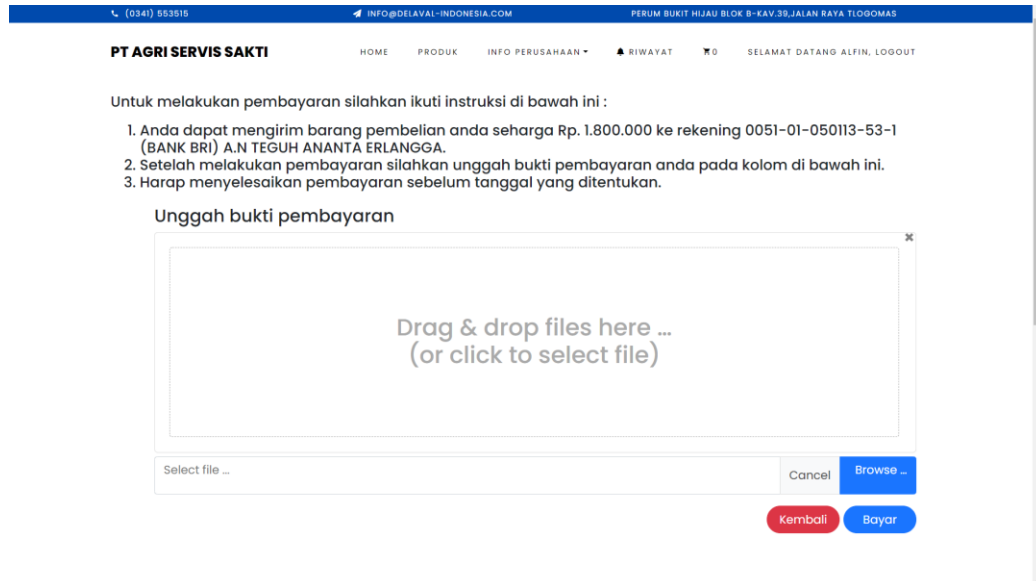 (0341) 553515 INFO@DELAVAL-INDONESIA.COM PERUM BUKIT HIJAU BLOK B-KAV.39,JALAN RAYA TLOGOMAS
PT AGRI SERVIS SAKTI HOME PRODUK INFO PERUSAHAAN RIWAYAT 0 SELAMAT DATANG ALFIN, LOGOUT
Untuk melakukan pembayaran silahkan ikuti instruksi di bawah ini :
1. Anda dapat mengirim barang pembelian anda seharga Rp. 1.800.000 ke rekening 0051-01-050113-53-1
(BANK BRI) A.N TEGUH ANANTA ERLANGGA.
2. Setelah melakukan pembayaran silahkan unggah bukti pembayaran anda pada kolom di bawah ini.
3. Harap menyelesaikan pembayaran sebelum tanggal yang ditentukan.
Unggah bukti pembayaran
Drag & drop files here ...
(or click to select file)
Select file ... Cancel Browse ...
Kembali Bayar